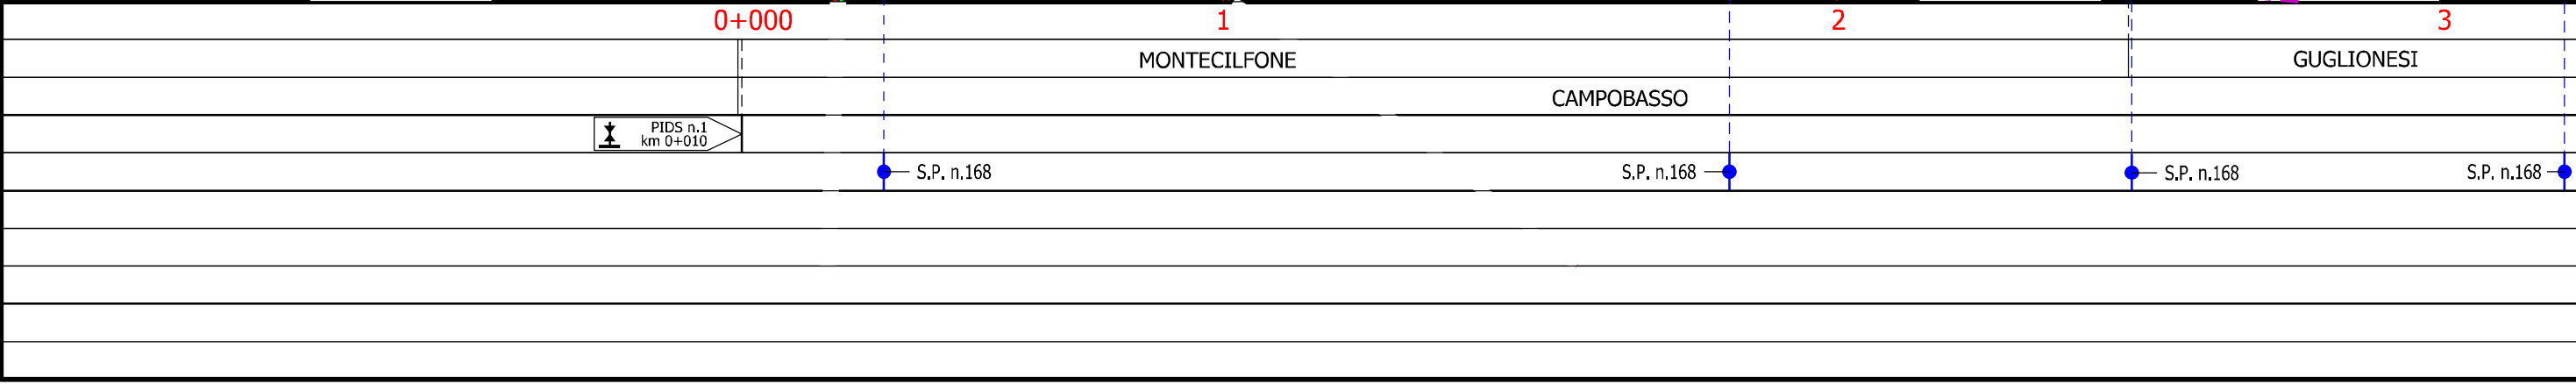 0+000 1 2 3
MONTECILFONE GUGLIONESI
CAMPOBASSO
PIDS n.1
km 0+010
S.P. n.168 S.P. n.168 S.P. n.168 S.P. n.168